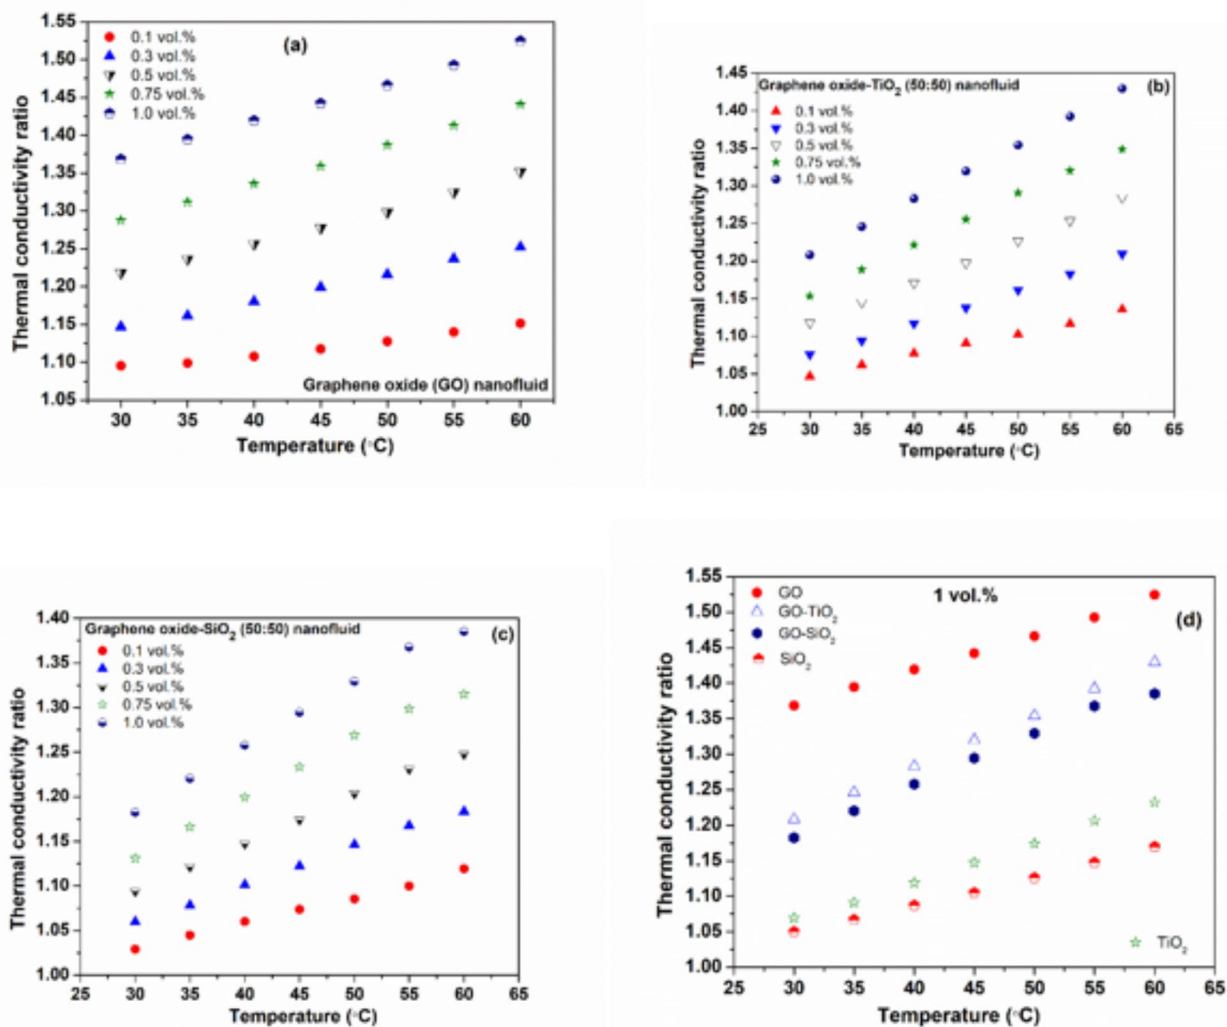 1.55
1.50
1.45
1.40
1.35
1.30
1.25
1.20
1.15
1.10
1.05
Thermal conductivity ratio
0.1 vol.%
0.3 vol.%
0.5 vol.%
0.75 vol.%
1.0 vol.%
(a)
Graphene oxide (GO) nanofluid
30 35 40 45 50 55 60
Temperature (°C)
1.45
1.40
1.35
1.30
1.25
1.20
1.15
1.10
1.05
1.00
Thermal conductivity ratio
Graphene oxide-TiO₂ (50:50) nanofluid
(b)
0.1 vol.%
0.3 vol.%
0.5 vol.%
0.75 vol.%
1.0 vol.%
25 30 35 40 45 50 55 60 65
Temperature (°C)
1.40
1.35
1.30
1.25
1.20
1.15
1.10
1.05
1.00
Thermal conductivity ratio
Graphene oxide-SiO₂ (50:50) nanofluid
(c)
0.1 vol.%
0.3 vol.%
0.5 vol.%
0.75 vol.%
1.0 vol.%
25 30 35 40 45 50 55 60 65
Temperature (°C)
1.55
1.50
1.45
1.40
1.35
1.30
1.25
1.20
1.15
1.10
1.05
1.00
Thermal conductivity ratio
GO
GO-TiO₂
GO-SiO₂
SiO₂
1 vol.%
(d)
TiO₂
25 30 35 40 45 50 55 60 65
Temperature (°C)